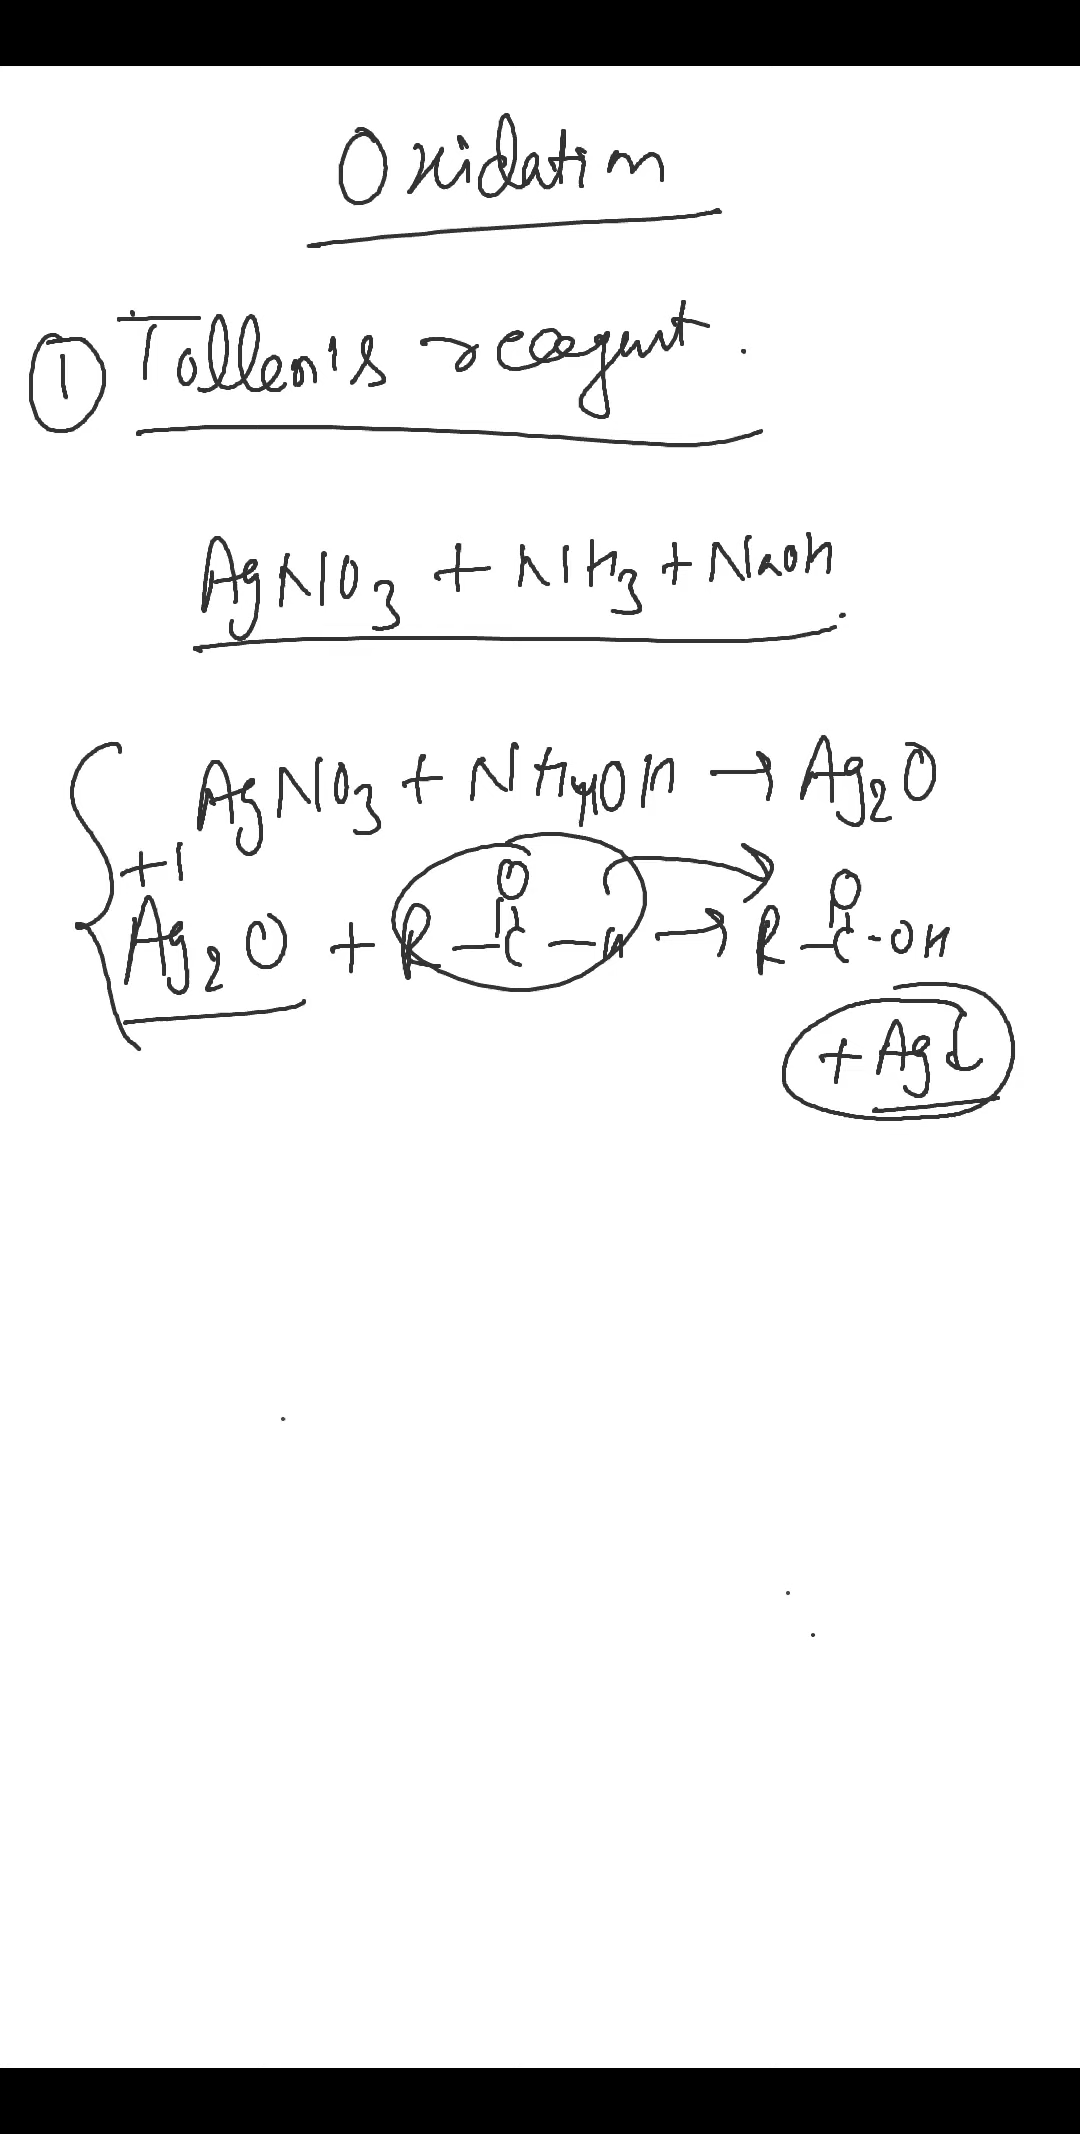 Oxidation
① Tollen's reagent.
AgNO3 + NH3 + NaOH.
AgNO3 + NH4OH → Ag2O
+1 O O
Ag2O + R-C-H → R-C-OH
+ Ag↓